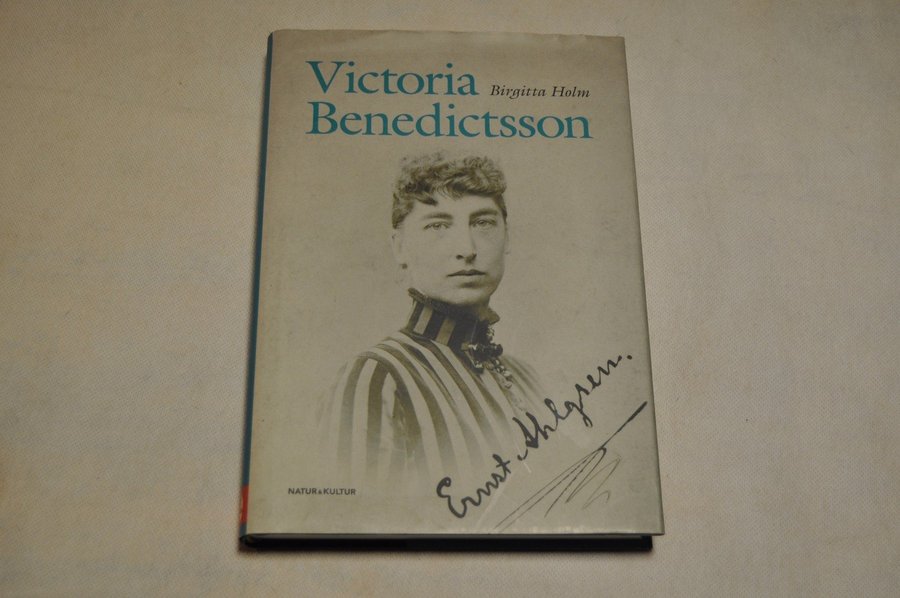 Victoria
Birgitta Holm
Benedictsson
Ernst Ahlgren.
NATUR & KULTUR